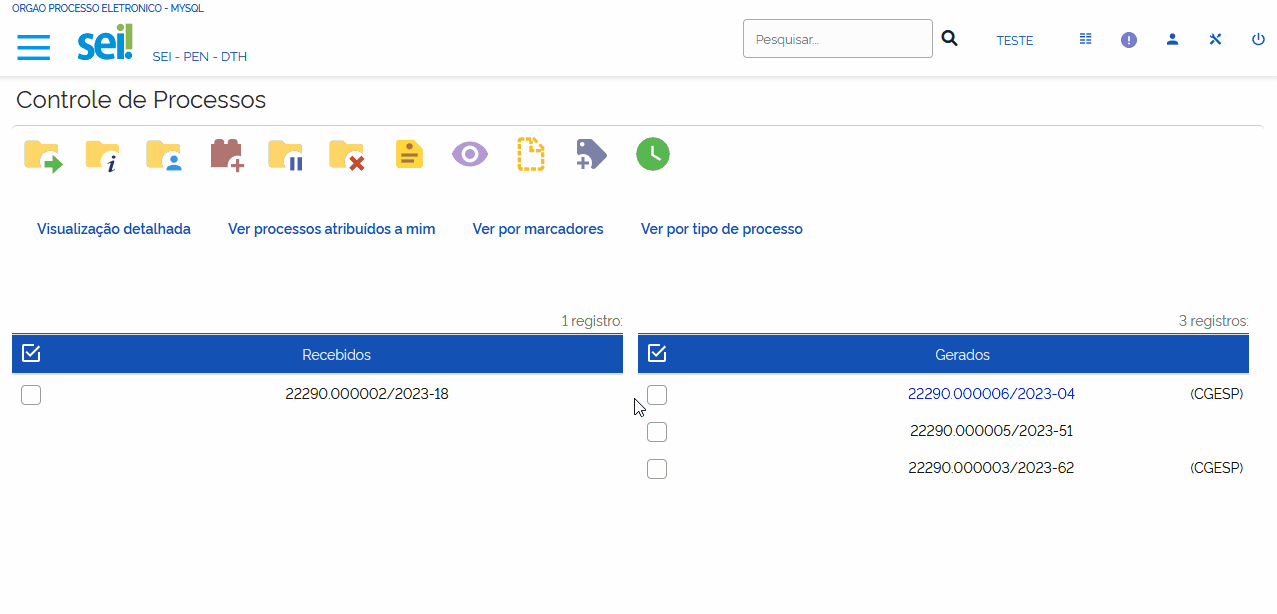 ORGAO PROCESSO ELETRONICO - MYSQL
sei!
SEI - PEN - DTH
Pesquisar...
TESTE
Controle de Processos
Visualização detalhada
Ver processos atribuídos a mim
Ver por marcadores
Ver por tipo de processo
1 registro:
Recebidos
22290.000002/2023-18
3 registros:
Gerados
22290.000006/2023-04 (CGESP)
22290.000005/2023-51
22290.000003/2023-62 (CGESP)